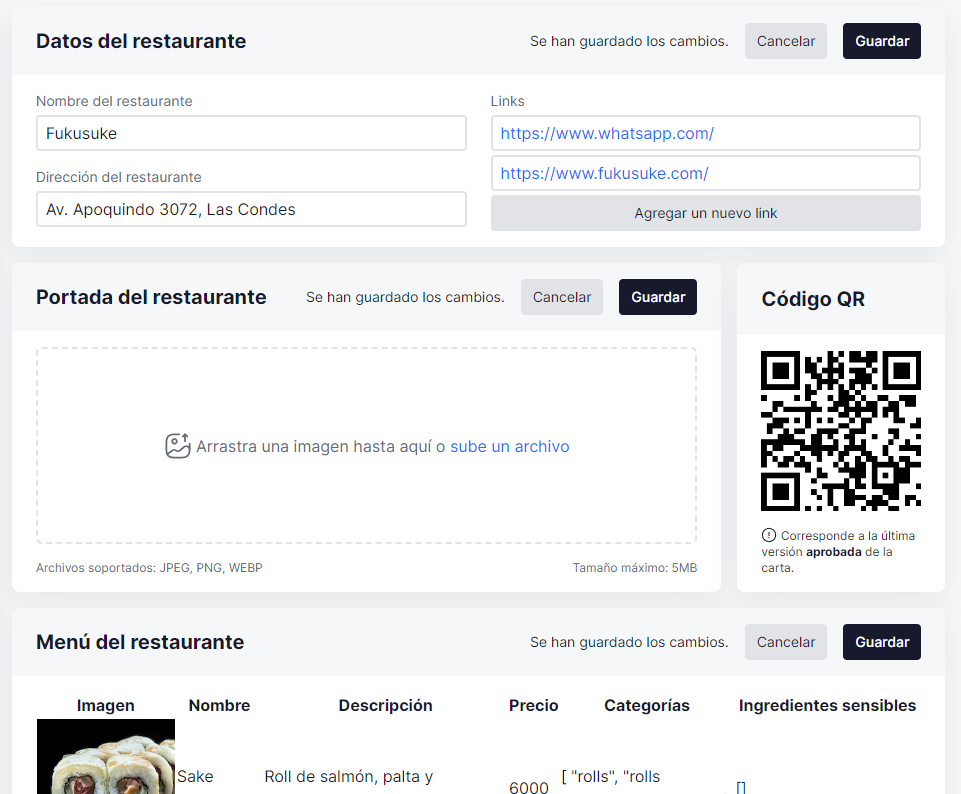 Datos del restaurante
Se han guardado los cambios.
Cancelar
Guardar
Nombre del restaurante
Fukusuke
Dirección del restaurante
Av. Apoquindo 3072, Las Condes
Links
https://www.whatsapp.com/
https://www.fukusuke.com/
Agregar un nuevo link
Portada del restaurante
Se han guardado los cambios.
Cancelar
Guardar
Arrastra una imagen hasta aquí o sube un archivo
Archivos soportados: JPEG, PNG, WEBP
Tamaño máximo: 5MB
Código QR
Corresponde a la última
versión aprobada de la
carta.
Menú del restaurante
Se han guardado los cambios.
Cancelar
Guardar
Imagen
Nombre
Descripción
Precio
Categorías
Ingredientes sensibles
Sake
Roll de salmón, palta y
6000
[ "rolls", "rolls
[]